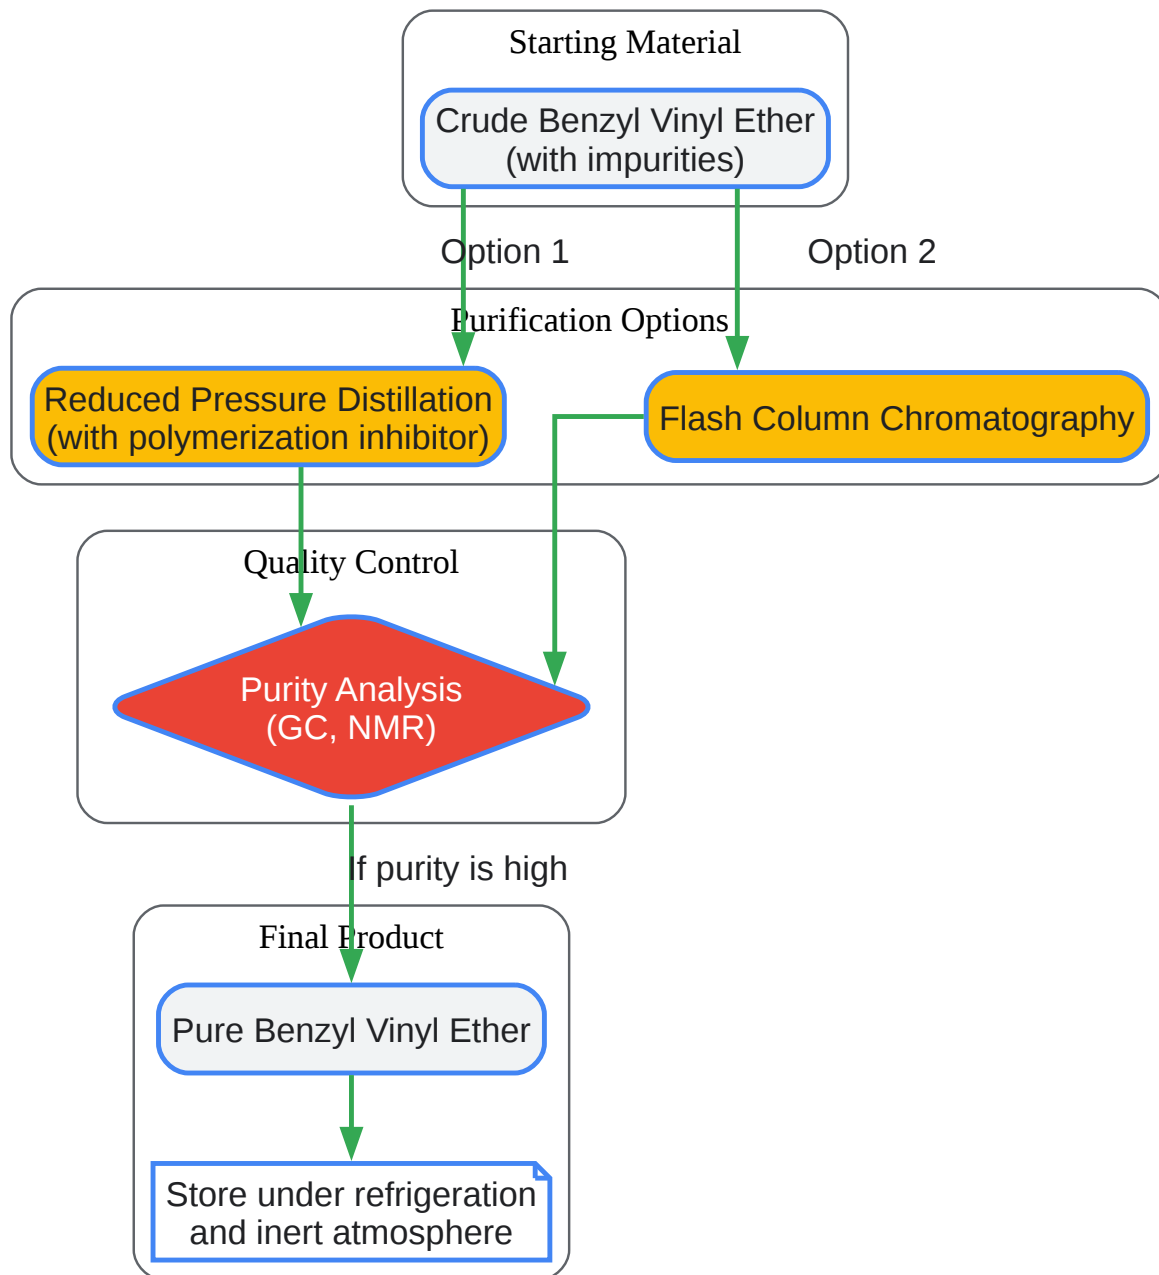 Starting Material
Crude Benzyl Vinyl Ether
(with impurities)
Option 1
Option 2
Purification Options
Reduced Pressure Distillation
(with polymerization inhibitor)
Flash Column Chromatography
Quality Control
Purity Analysis
(GC, NMR)
If purity is high
Final Product
Pure Benzyl Vinyl Ether
Store under refrigeration
and inert atmosphere